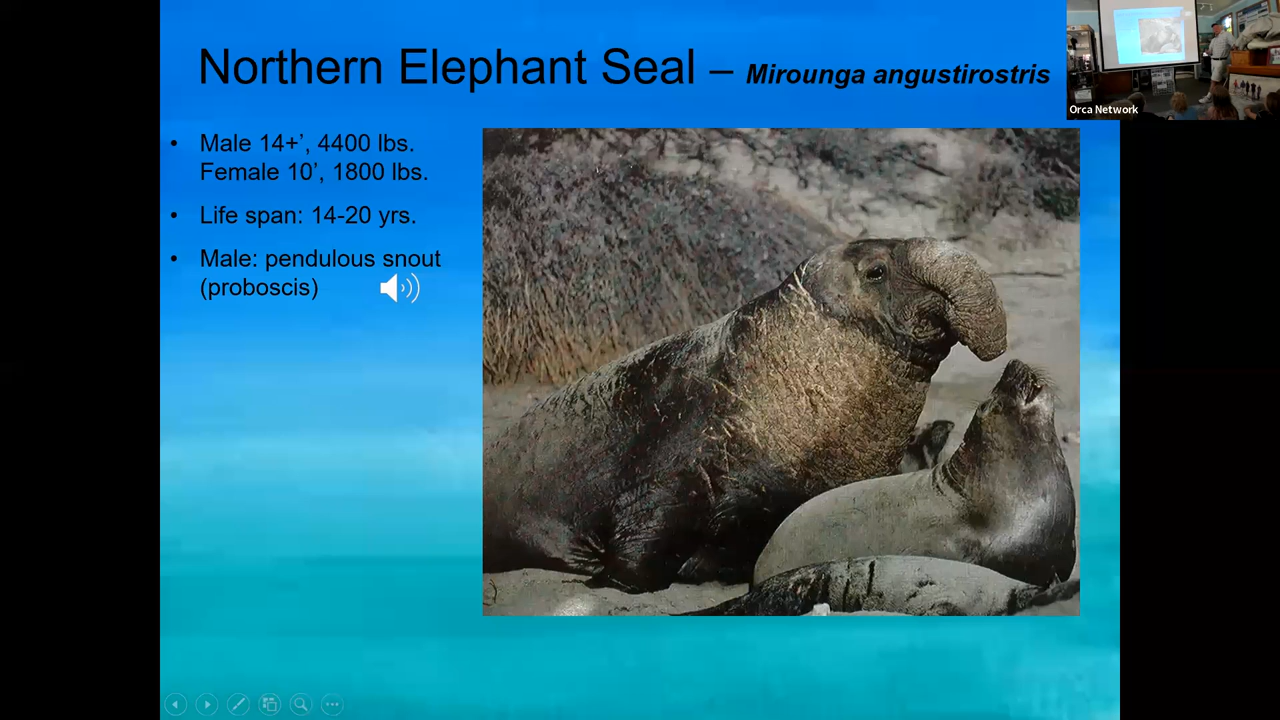 Northern Elephant Seal – Mirounga angustirostris
Orca Network
• Male 14+’, 4400 lbs.
Female 10’, 1800 lbs.
• Life span: 14-20 yrs.
• Male: pendulous snout
(proboscis)